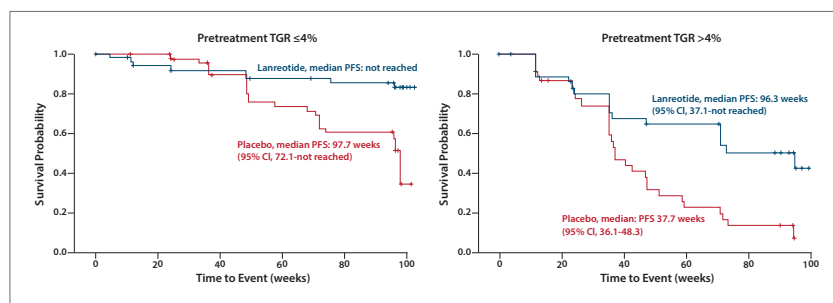 Pretreatment TGR ≤4%
1.0
0.8
0.6
0.4
0.2
0.0
Survival Probability
Lanreotide, median PFS: not reached
Placebo, median PFS: 97.7 weeks
(95% CI, 72.1-not reached)
0
20
40
60
80
100
Time to Event (weeks)
Pretreatment TGR >4%
1.0
0.8
0.6
0.4
0.2
0.0
Survival Probability
Lanreotide, median PFS: 96.3 weeks
(95% CI, 37.1-not reached)
Placebo, median: PFS 37.7 weeks
(95% CI, 36.1-48.3)
0
20
40
60
80
100
Time to Event (weeks)